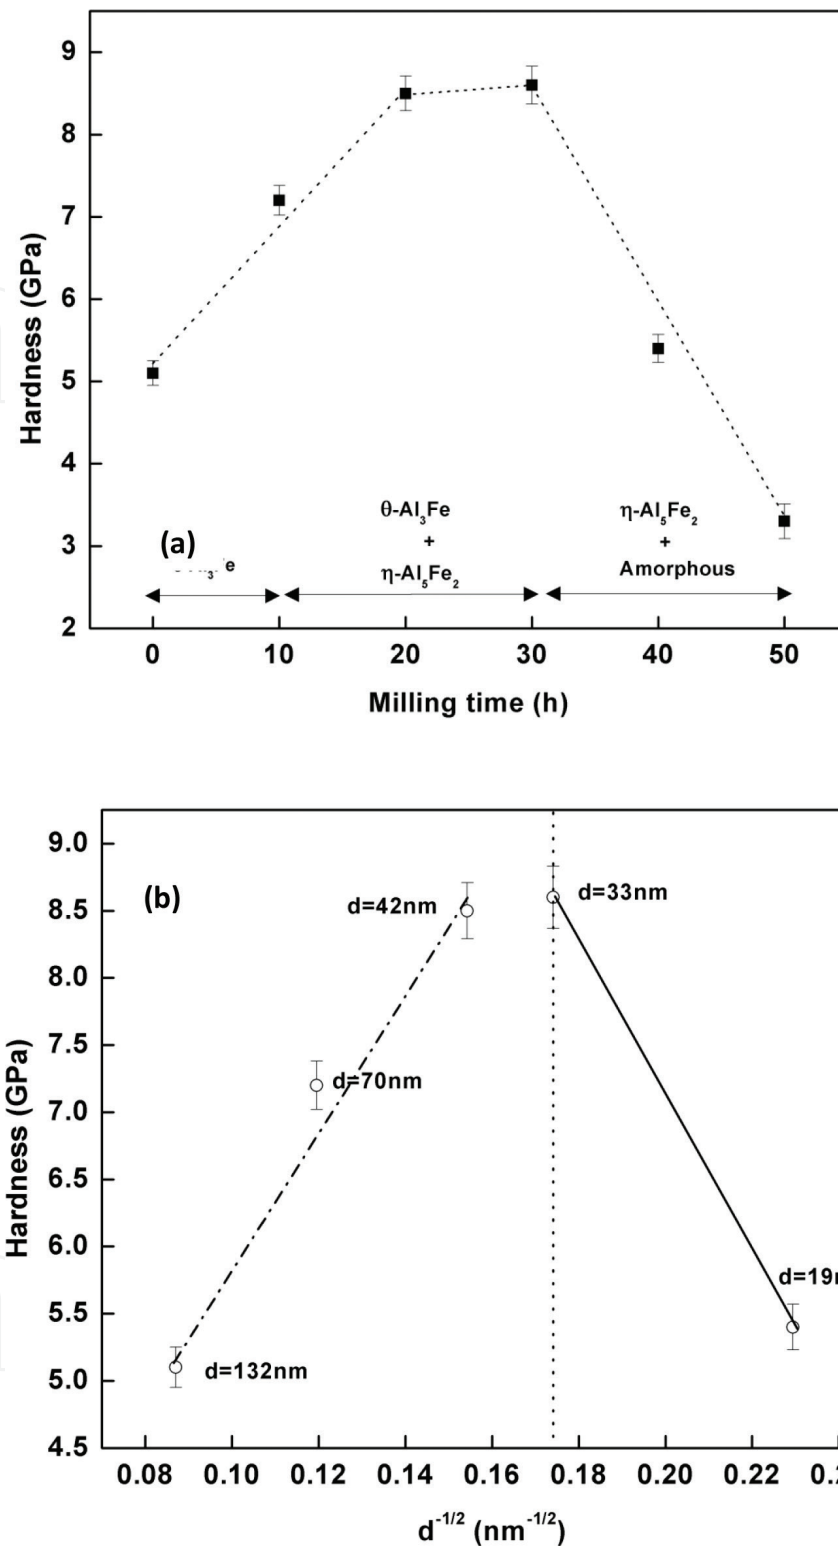 9
8
7
6
5
4
3
2
Hardness (GPa)
(a)
θ-Al₃Fe
+
η-Al₅Fe₂
η-Al₅Fe₂
+
Amorphous
0 10 20 30 40 50
Milling time (h)
9.0
8.5
8.0
7.5
7.0
6.5
6.0
5.5
5.0
4.5
Hardness (GPa)
(b)
d=42nm
d=33nm
d=70nm
d=19
d=132nm
0.08 0.10 0.12 0.14 0.16 0.18 0.20 0.22
d⁻¹/² (nm⁻¹/²)